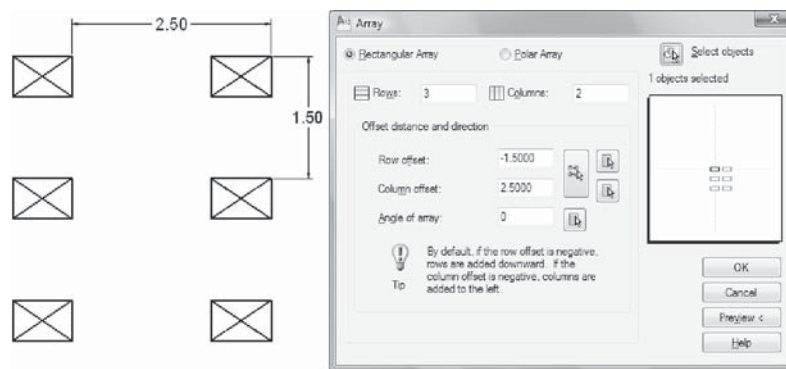 2.50
1.50
Array
Rectangular Array
Polar Array
Select objects
1 objects selected
Rows: 3
Columns: 2
Offset distance and direction
Row offset: -1.5000
Column offset: 2.5000
Angle of array: 0
Tip
By default, if the row offset is negative,
rows are added downward. If the
column offset is negative, columns are
added to the left.
OK
Cancel
Preview <
Help